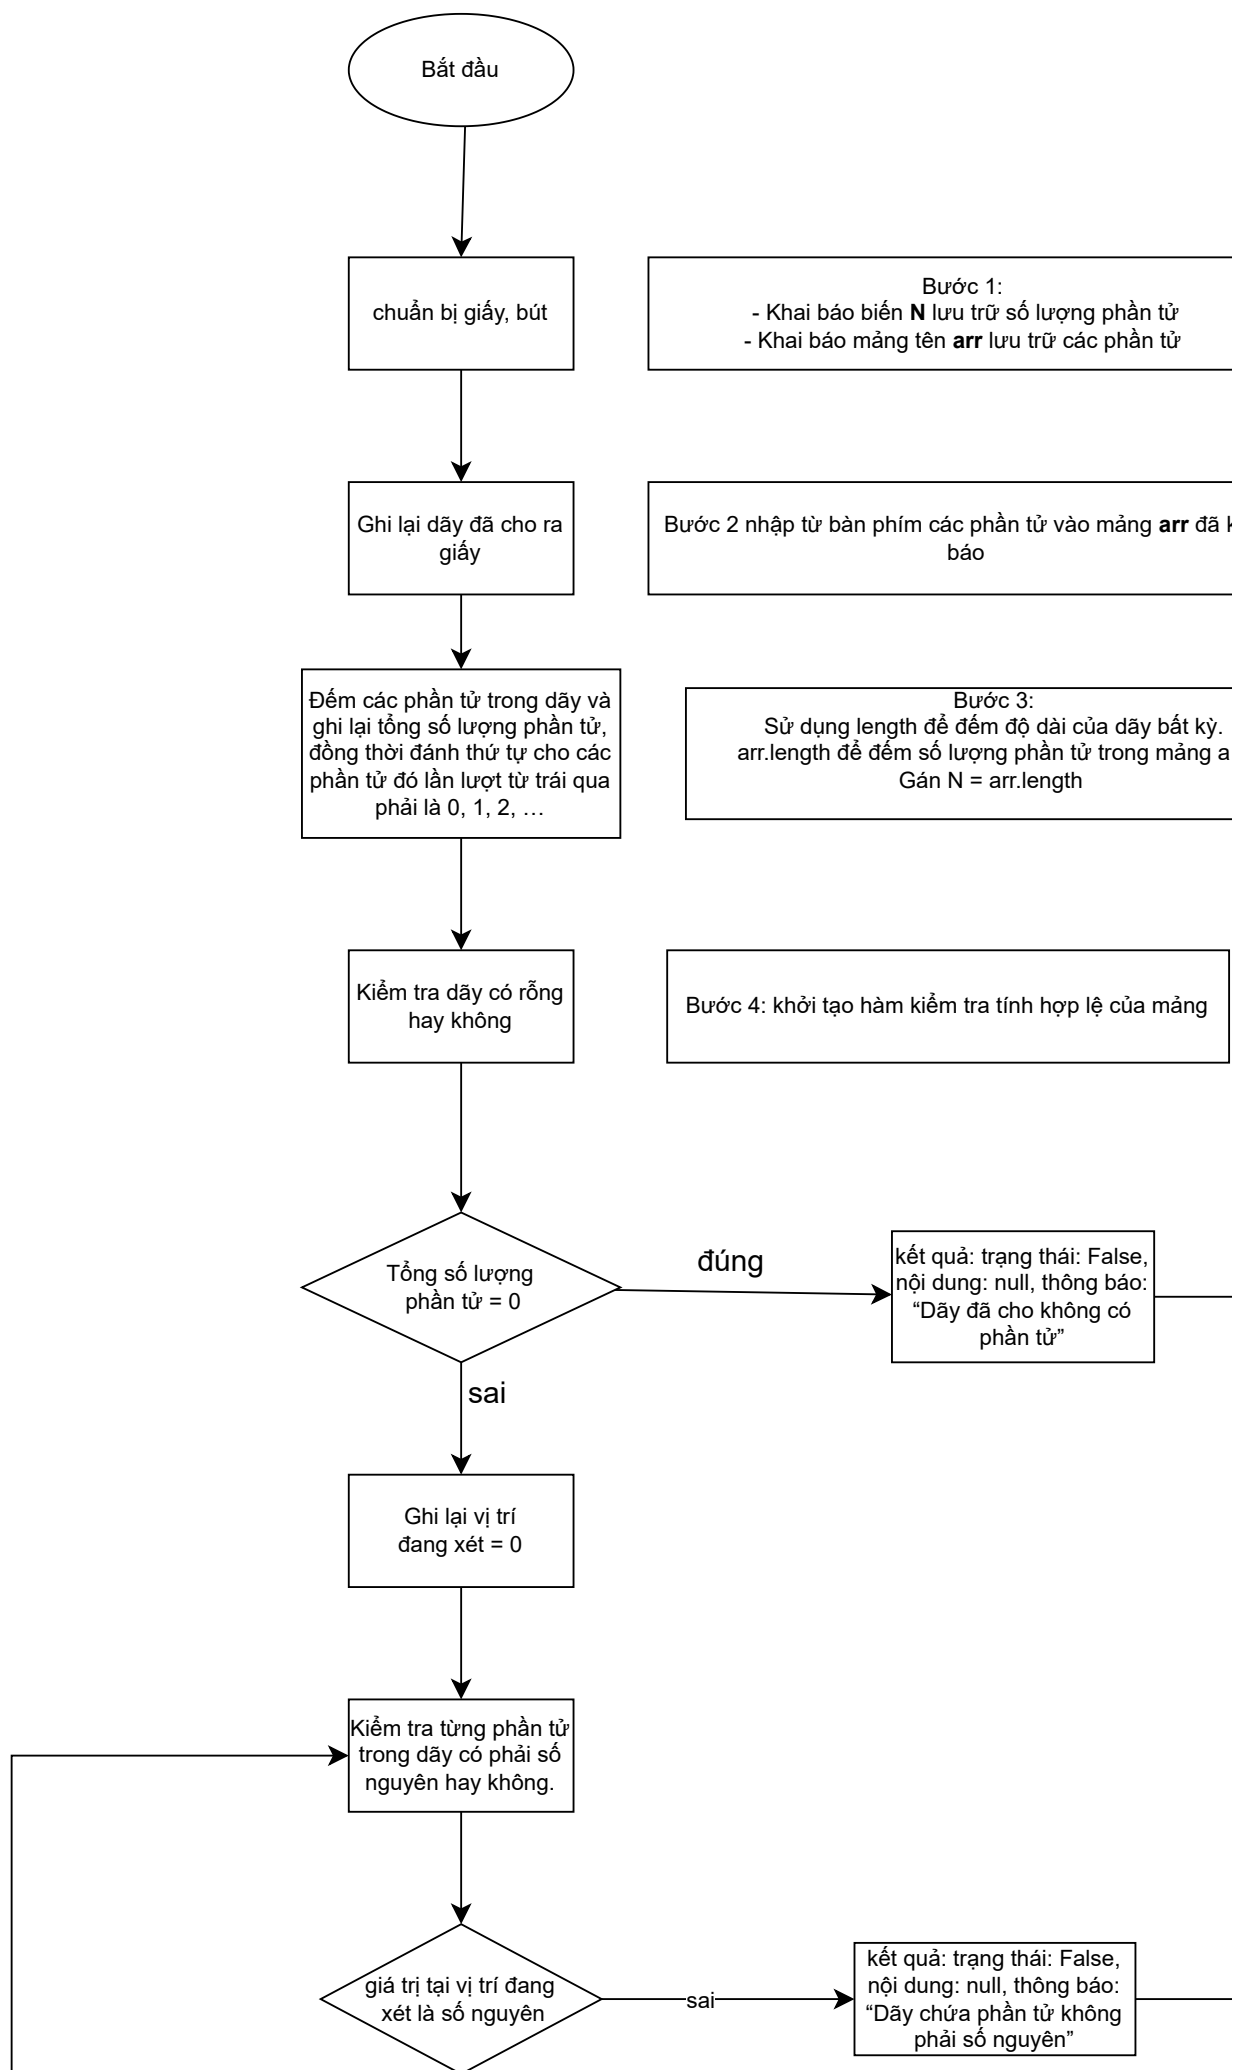 Bắt đầu
chuẩn bị giấy, bút
Bước 1:
- Khai báo biến N lưu trữ số lượng phần tử
- Khai báo mảng tên arr lưu trữ các phần tử
Ghi lại dãy đã cho ra
giấy
Bước 2 nhập từ bàn phím các phần tử vào mảng arr đã
báo
Đếm các phần tử trong dãy và
ghi lại tổng số lượng phần tử,
đồng thời đánh thứ tự cho các
phần tử đó lần lượt từ trái qua
phải là 0, 1, 2, …
Bước 3:
Sử dụng length để đếm độ dài của dãy bất kỳ.
arr.length để đếm số lượng phần tử trong mảng
Gán N = arr.length
Kiểm tra dãy có rỗng
hay không
Bước 4: khởi tạo hàm kiểm tra tính hợp lệ của mảng
Tổng số lượng
phần tử = 0
đúng
kết quả: trạng thái: False,
nội dung: null, thông báo:
“Dãy đã cho không có
phần tử”
sai
Ghi lại vị trí
đang xét = 0
Kiểm tra từng phần tử
trong dãy có phải số
nguyên hay không.
giá trị tại vị trí đang
xét là số nguyên
sai
kết quả: trạng thái: False,
nội dung: null, thông báo:
“Dãy chứa phần tử không
phải số nguyên”